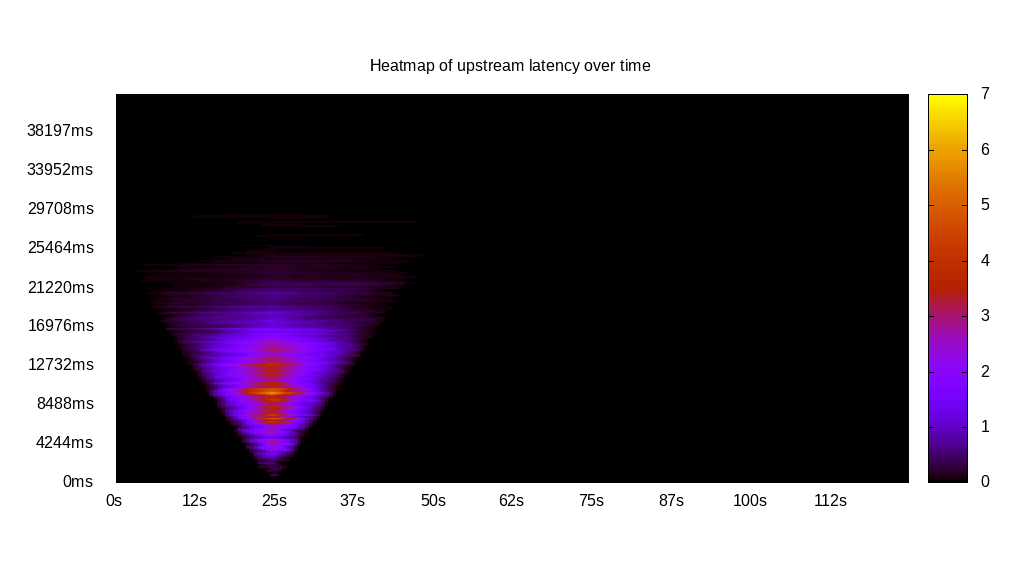 Heatmap of upstream latency over time
38197ms
33952ms
29708ms
25464ms
21220ms
16976ms
12732ms
8488ms
4244ms
0ms
0s 12s 25s 37s 50s 62s 75s 87s 100s 112s
7
6
5
4
3
2
1
0